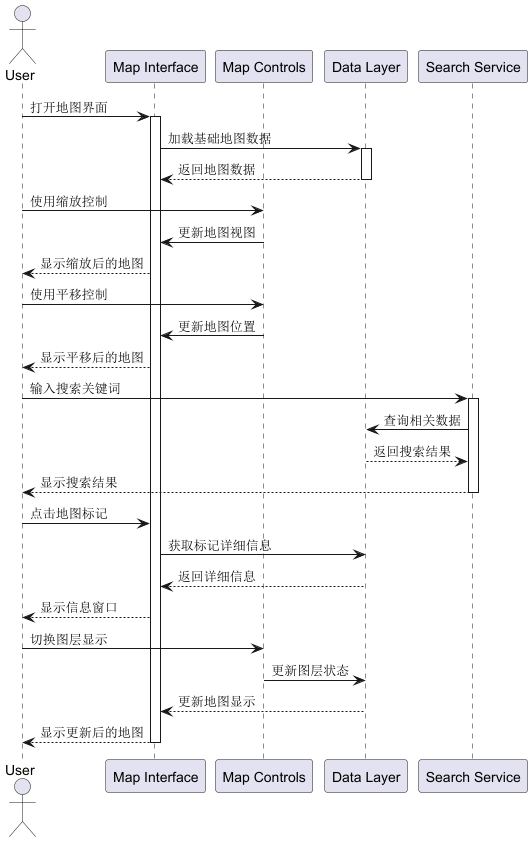 User
Map Interface
Map Controls
Data Layer
Search Service
打开地图界面
加载基础地图数据
返回地图数据
使用缩放控制
更新地图视图
显示缩放后的地图
使用平移控制
更新地图位置
显示平移后的地图
输入搜索关键词
查询相关数据
返回搜索结果
显示搜索结果
点击地图标记
获取标记详细信息
返回详细信息
显示信息窗口
切换图层显示
更新图层状态
更新地图显示
显示更新后的地图
User
Map Interface
Map Controls
Data Layer
Search Service